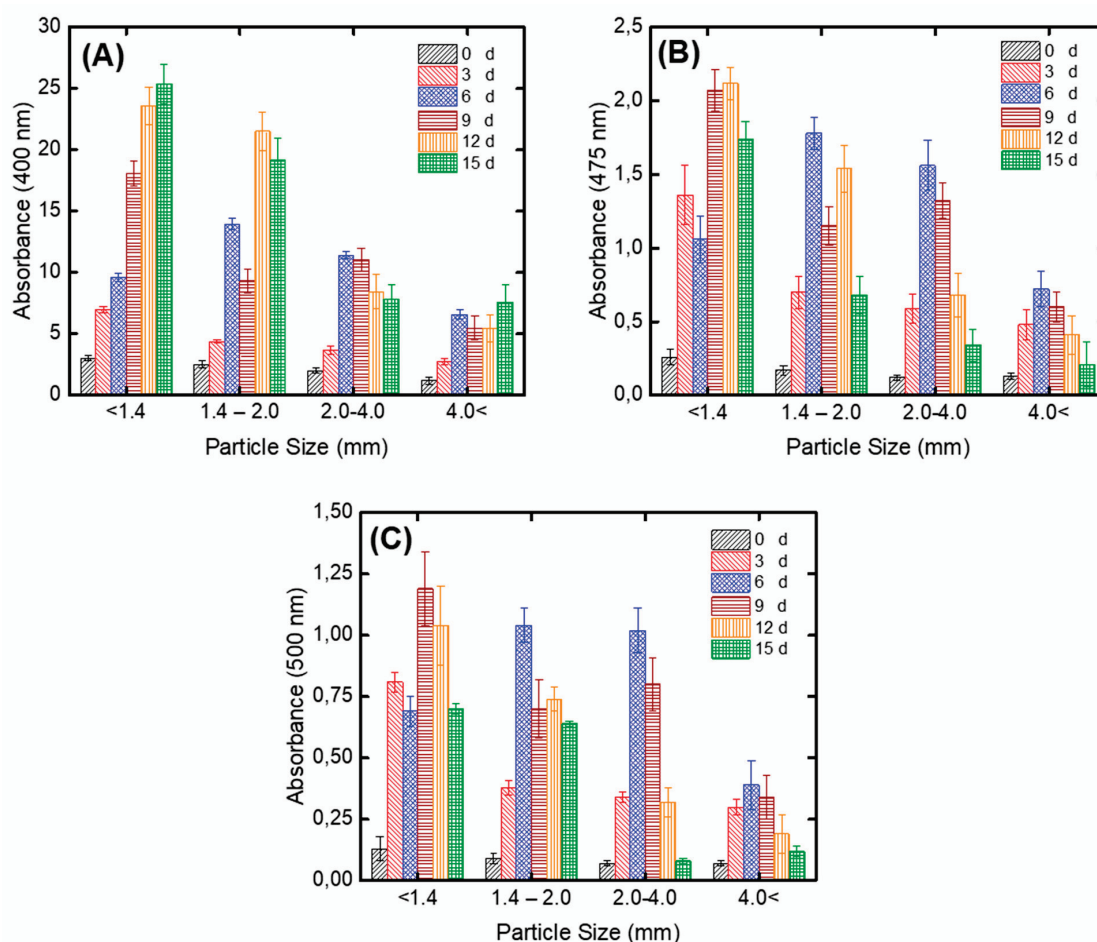 (A)
30
25
20
15
10
5
0
Absorbance (400 nm)
0 d
3 d
6 d
9 d
12 d
15 d
<1.4
1.4 – 2.0
2.0-4.0
4.0<
Particle Size (mm)
(B)
2,5
2,0
1,5
1,0
0,5
0,0
Absorbance (475 nm)
0 d
3 d
6 d
9 d
12 d
15 d
<1.4
1.4 – 2.0
2.0-4.0
4.0<
Particle Size (mm)
(C)
1,50
1,25
1,00
0,75
0,50
0,25
0,00
Absorbance (500 nm)
0 d
3 d
6 d
9 d
12 d
15 d
<1.4
1.4 – 2.0
2.0-4.0
4.0<
Particle Size (mm)